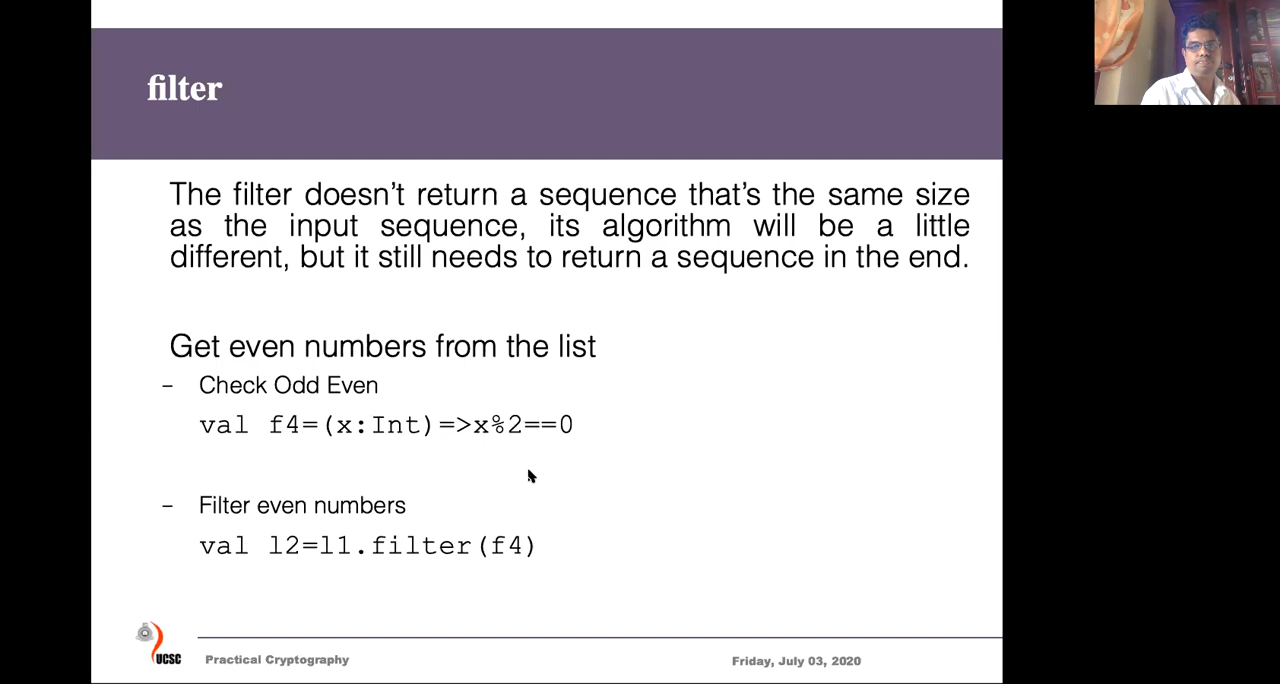 filter
The filter doesn't return a sequence that's the same size
as the input sequence, its algorithm will be a little
different, but it still needs to return a sequence in the end.
Get even numbers from the list
– Check Odd Even
val f4=(x:Int)=>x%2==0
– Filter even numbers
val l2=l1.filter(f4)
UCSC
Practical Cryptography
Friday, July 03, 2020